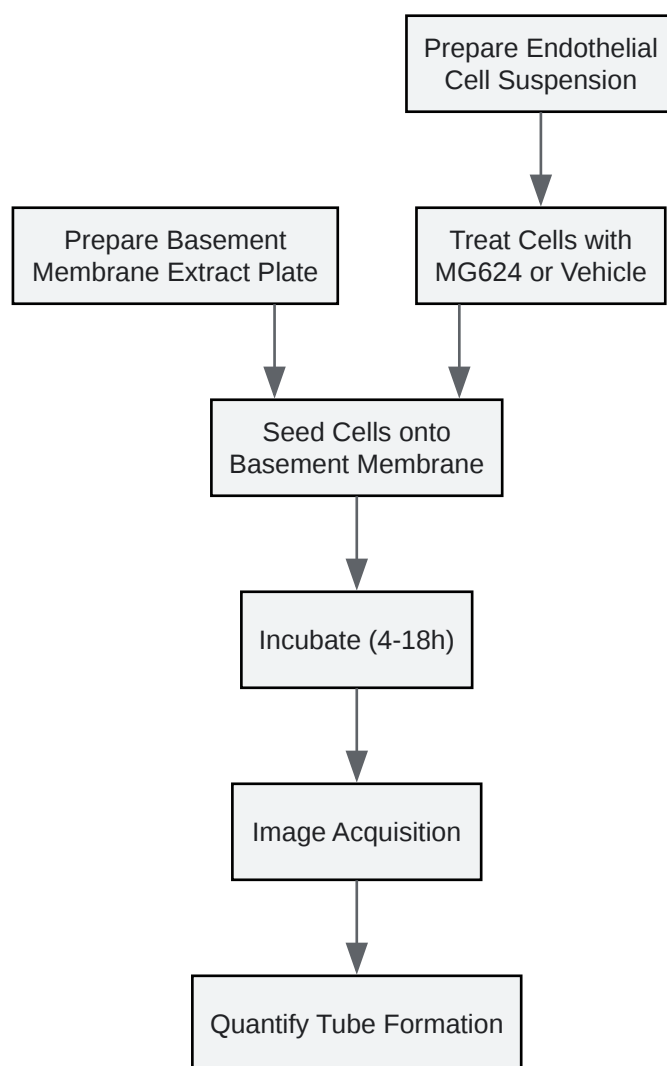 Prepare Endothelial
Cell Suspension
Prepare Basement
Membrane Extract Plate
Treat Cells with
MG624 or Vehicle
Seed Cells onto
Basement Membrane
Incubate (4-18h)
Image Acquisition
Quantify Tube Formation